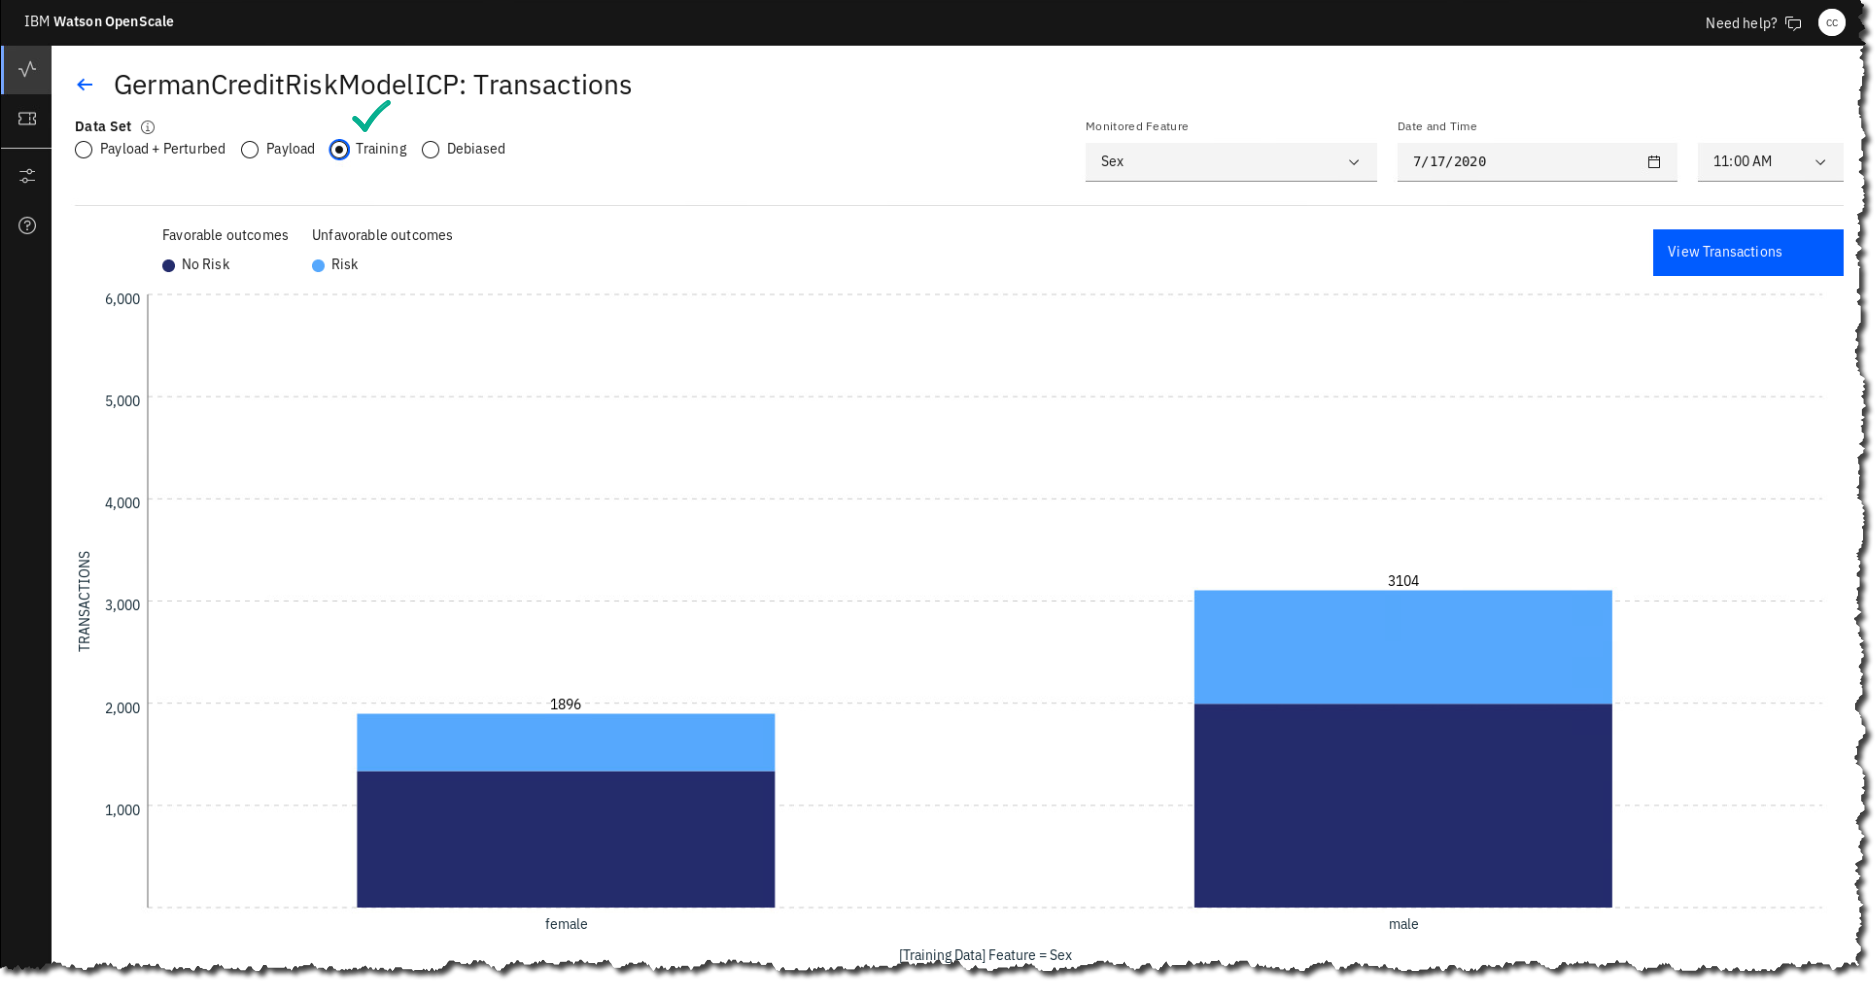 IBM Watson OpenScale
Need help?
CC
GermanCreditRiskModelICP: Transactions
Data Set
Payload + Perturbed
Payload
Training
Debiased
Monitored Feature
Sex
Date and Time
7/17/2020
11:00 AM
Favorable outcomes
Unfavorable outcomes
No Risk
Risk
View Transactions
6,000
5,000
4,000
3,000
2,000
1,000
TRANSACTIONS
1896
3104
female
male
[Training Data] Feature = Sex